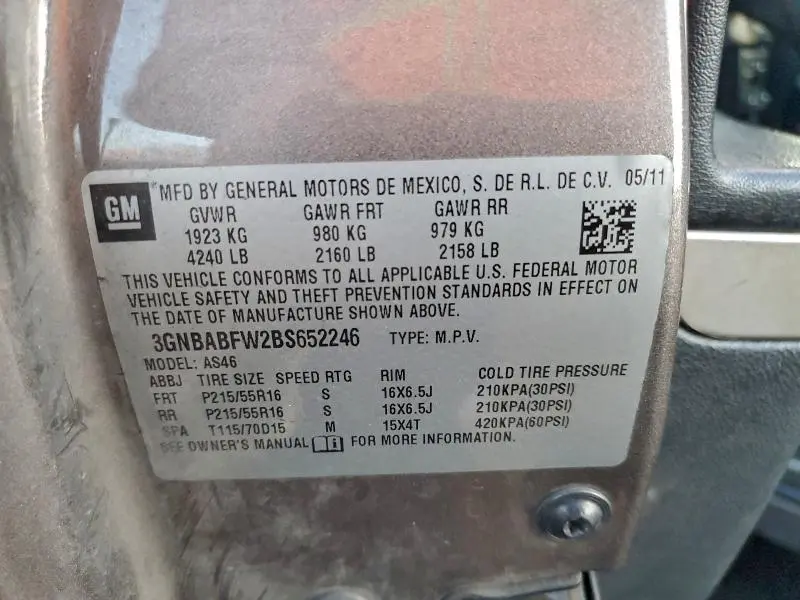 GM
MFD BY GENERAL MOTORS DE MEXICO, S. DE R.L. DE C.V. 05/11
GVWR GAWR FRT GAWR RR
1923 KG 980 KG 979 KG
4240 LB 2160 LB 2158 LB
THIS VEHICLE CONFORMS TO ALL APPLICABLE U.S. FEDERAL MOTOR
VEHICLE SAFETY AND THEFT PREVENTION STANDARDS IN EFFECT ON
THE DATE OF MANUFACTURE SHOWN ABOVE.
3GNBABFW2BS652246 TYPE: M.P.V.
MODEL: AS46
ABBJ TIRE SIZE SPEED RTG RIM COLD TIRE PRESSURE
FRT P215/55R16 S 16X6.5J 210KPA(30PSI)
RR P215/55R16 S 16X6.5J 210KPA(30PSI)
SPA T115/70D15 M 15X4T 420KPA(60PSI)
SEE OWNER'S MANUAL FOR MORE INFORMATION.